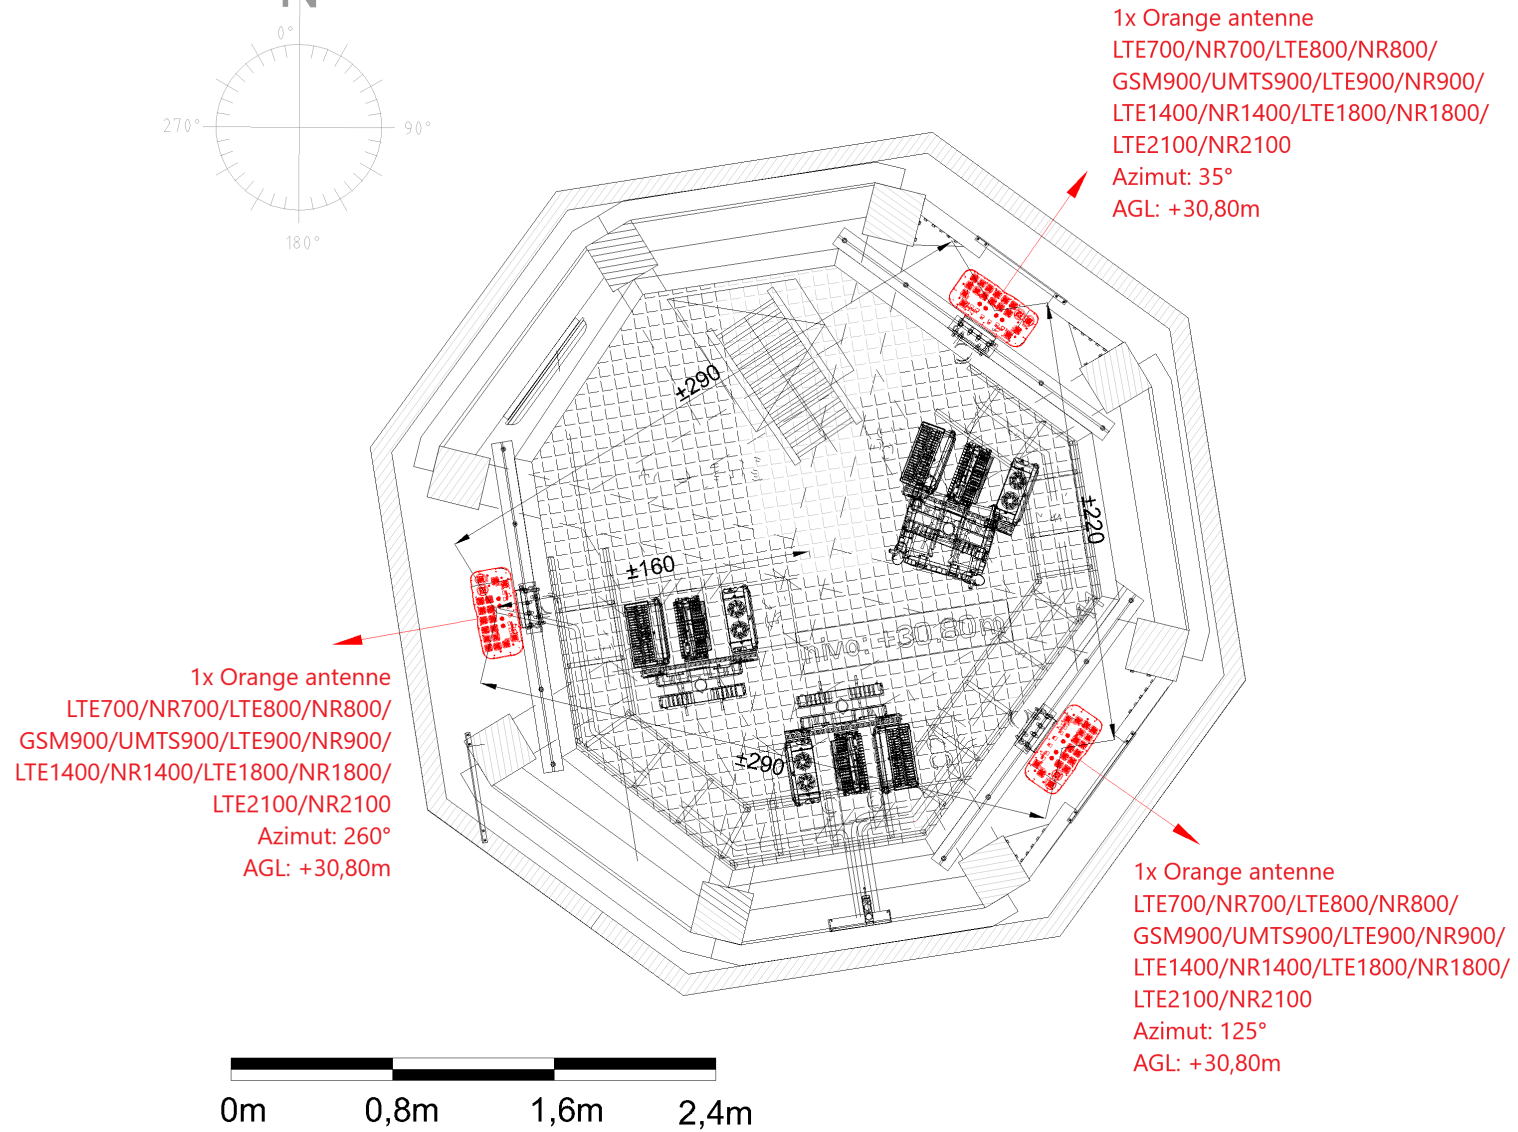 N
0°
270°
90°
180°
1x Orange antenne
LTE700/NR700/LTE800/NR800/
GSM900/UMTS900/LTE900/NR900/
LTE1400/NR1400/LTE1800/NR1800/
LTE2100/NR2100
Azimut: 35°
AGL: +30,80m
±290
±220
±160
nivo: +30.80m
±290
1x Orange antenne
LTE700/NR700/LTE800/NR800/
GSM900/UMTS900/LTE900/NR900/
LTE1400/NR1400/LTE1800/NR1800/
LTE2100/NR2100
Azimut: 260°
AGL: +30,80m
1x Orange antenne
LTE700/NR700/LTE800/NR800/
GSM900/UMTS900/LTE900/NR900/
LTE1400/NR1400/LTE1800/NR1800/
LTE2100/NR2100
Azimut: 125°
AGL: +30,80m
0m 0,8m 1,6m 2,4m